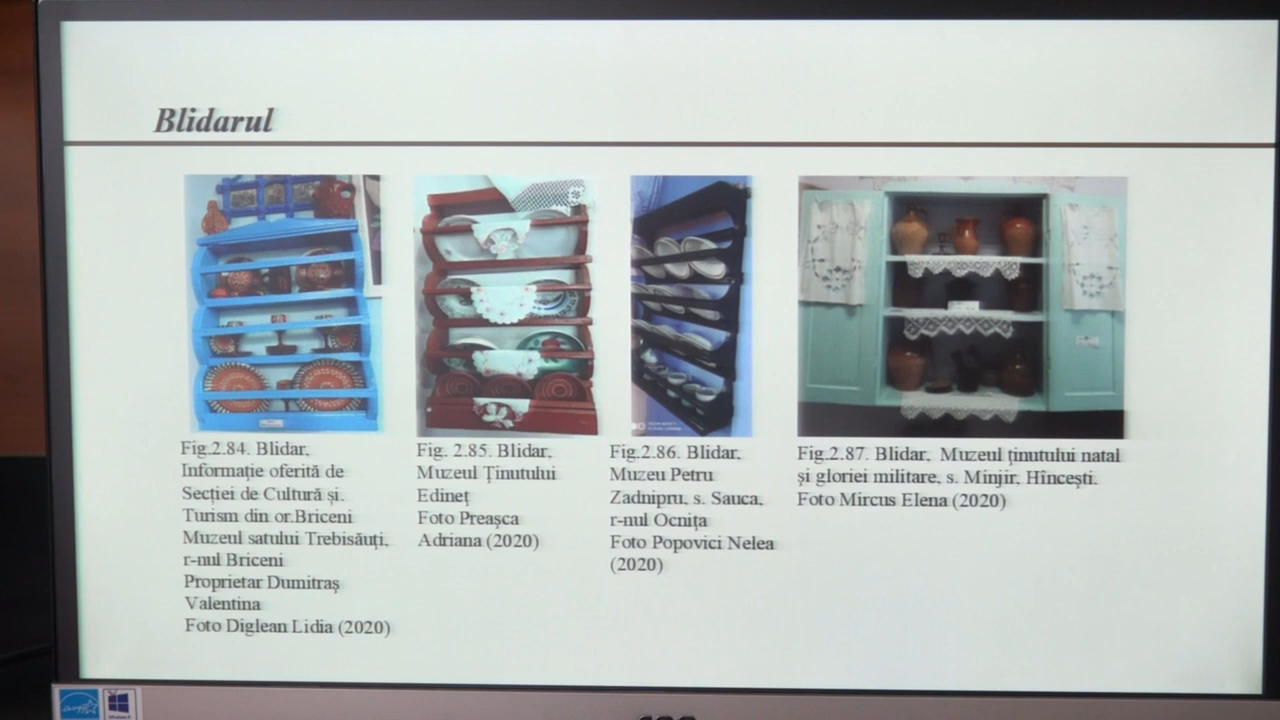 Blidarul
Fig.2.84. Blidar,
Informație oferită de
Secției de Cultură și.
Turism din or.Briceni
Muzeul satului Trebisăuți,
r-nul Briceni
Proprietar Dumitraș
Valentina
Foto Diglean Lidia (2020)
Fig. 2.85. Blidar,
Muzeul Ținutului
Edineț
Foto Preașca
Adriana (2020)
Fig.2.86. Blidar,
Muzeu Petru
Zadnipru, s. Sauca,
r-nul Ocnița
Foto Popovici Nelea
(2020)
Fig.2.87. Blidar, Muzeul ținutului natal
și gloriei militare, s. Minjir, Hîncești.
Foto Mircus Elena (2020)